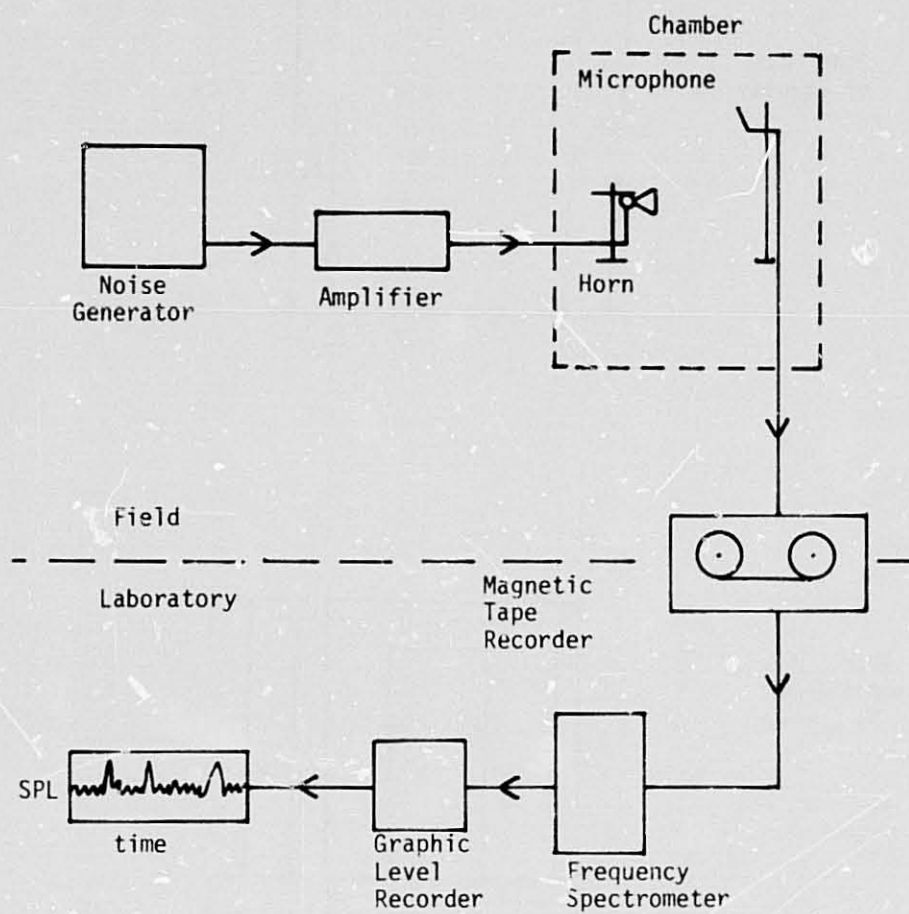 Chamber
Microphone
Noise
Generator
Amplifier
Horn
Field
Laboratory
Magnetic
Tape
Recorder
SPL
time
Graphic
Level
Recorder
Frequency
Spectrometer